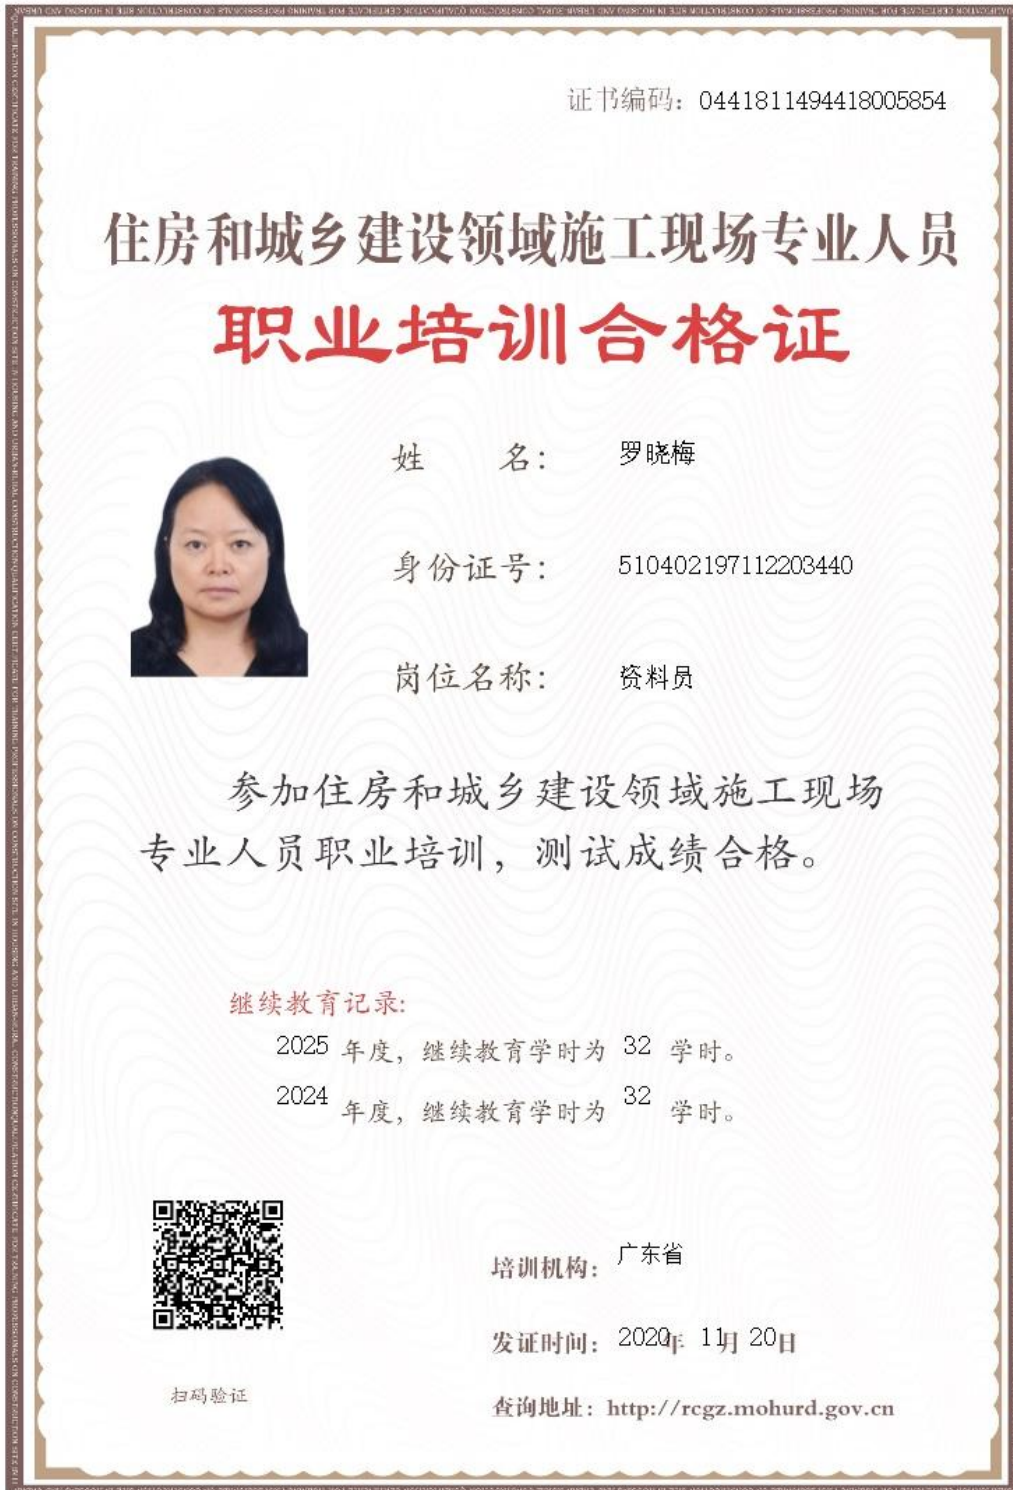 证书编码：0441811494418005854
住房和城乡建设领域施工现场专业人员
职业培训合格证
姓 名： 罗晓梅
身份证号： 510402197112203440
岗位名称： 资料员
参加住房和城乡建设领域施工现场
专业人员职业培训，测试成绩合格。
继续教育记录:
2025 年度，继续教育学时为 32 学时。
2024 年度，继续教育学时为 32 学时。
培训机构： 广东省
发证时间： 2020年 11月 20日
扫码验证
查询地址：http://rcgz.mohurd.gov.cn